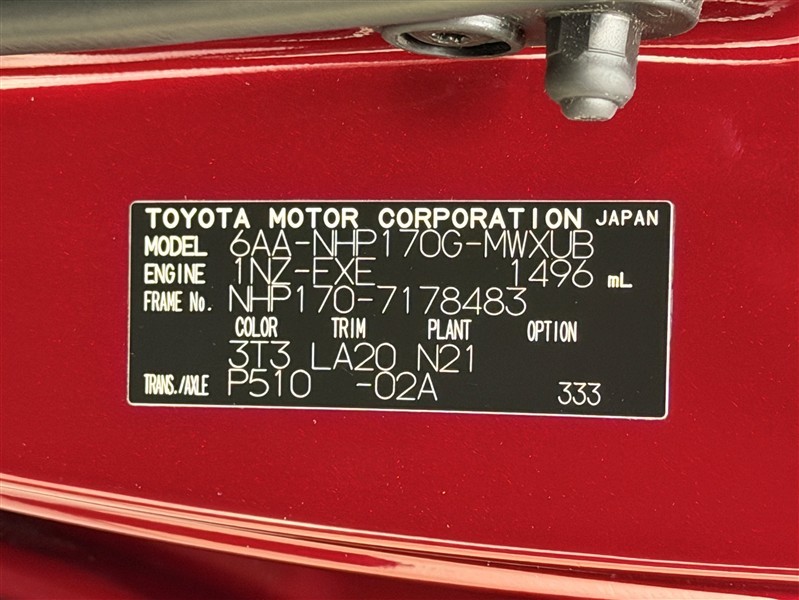 TOYOTA MOTOR CORPORATION JAPAN
MODEL 6AA-NHP170G-MWXUB
ENGINE 1NZ-EXE 1496 mL
FRAME No. NHP170-7178483
COLOR TRIM PLANT OPTION
3T3 LA20 N21
TRANS./AXLE P510 -02A 333